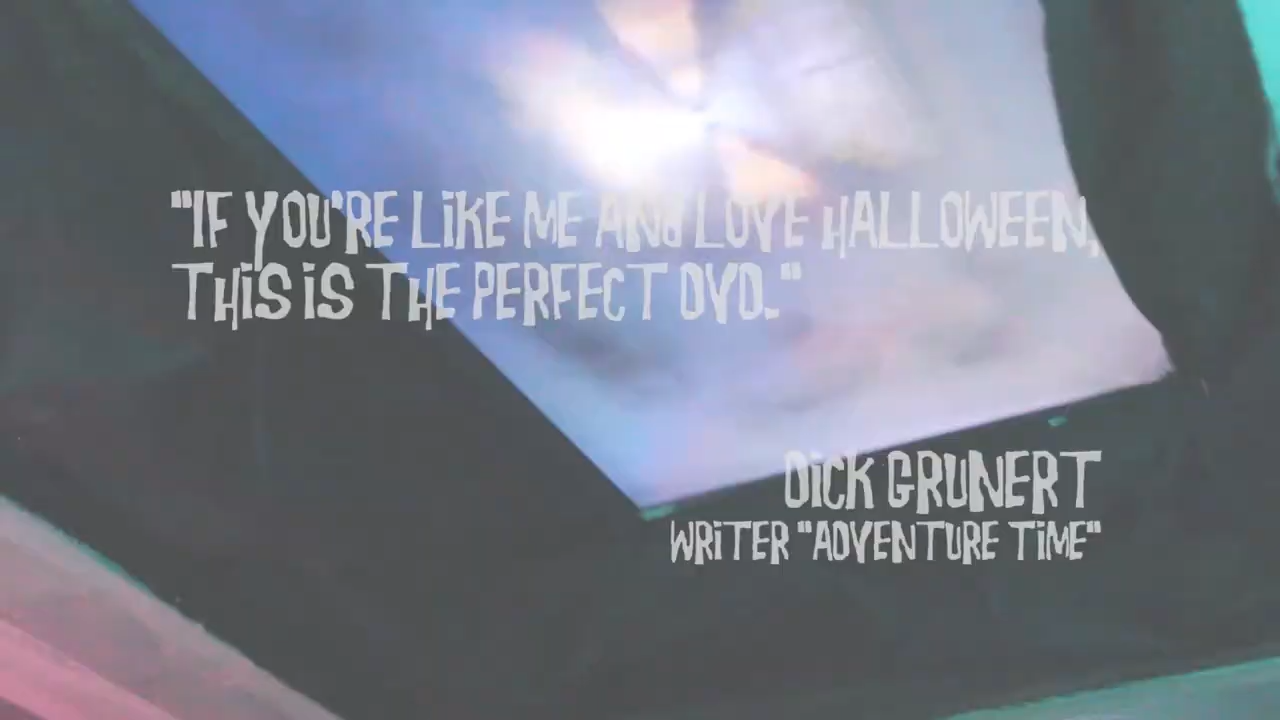 "IF YOU'RE LiKE ME ANd LOVE HALLOWEEN,
THiS iS THE PERFECT DVD."
DiCK GRUNERT
WRiTER "ADVENTURE TiME"